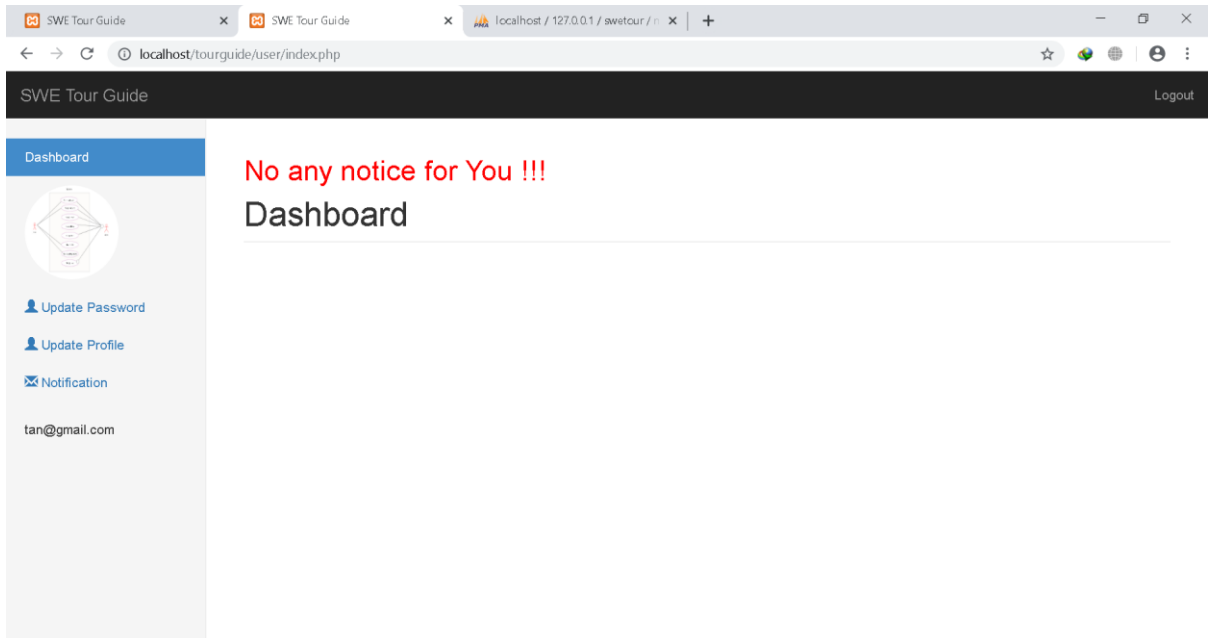 SWE Tour Guide
SWE Tour Guide
localhost / 127.0.0.1 / swetour / n
localhost/tourguide/user/index.php
SWE Tour Guide
Logout
Dashboard
No any notice for You !!!
Dashboard
Update Password
Update Profile
Notification
tan@gmail.com